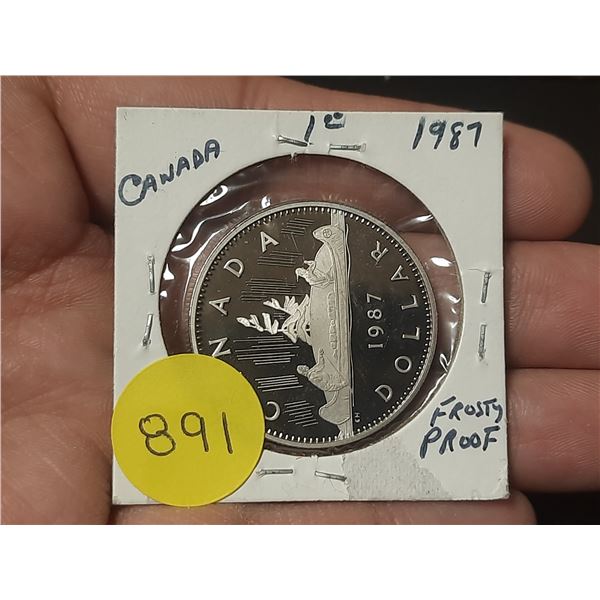 CANADA
1¢
1987
CANADA
1987
DOLLAR
FROSTY
PROOF
891